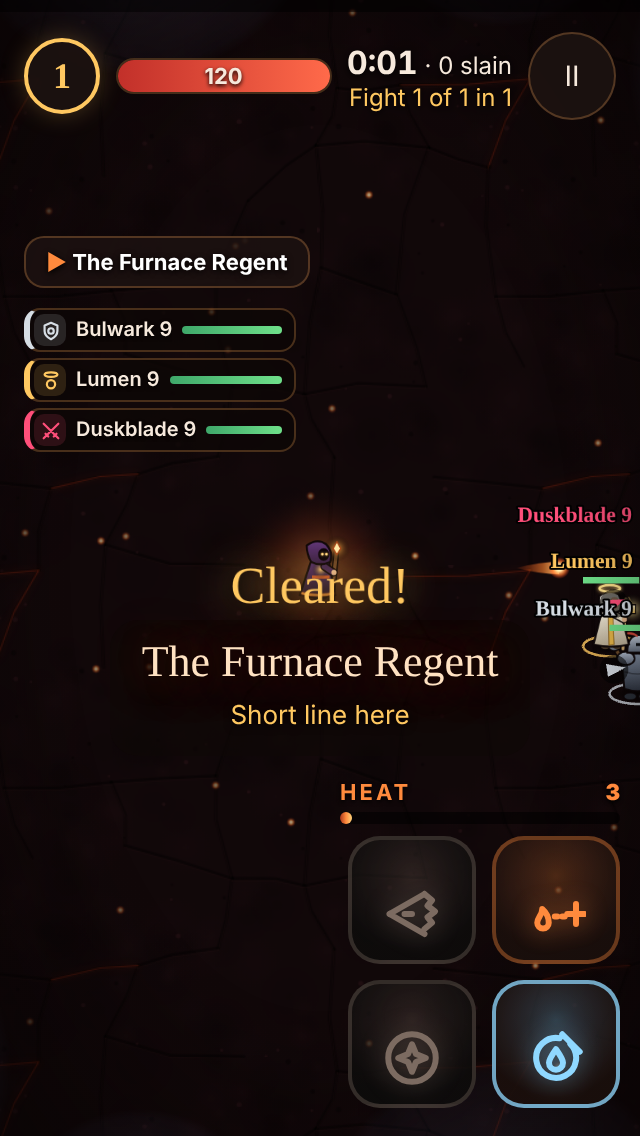 1
120
0:01 · 0 slain
Fight 1 of 1 in 1
The Furnace Regent
Bulwark 9
Lumen 9
Duskblade 9
Duskblade 9
Lumen 9
Bulwark 9
Cleared!
The Furnace Regent
Short line here
HEAT 3